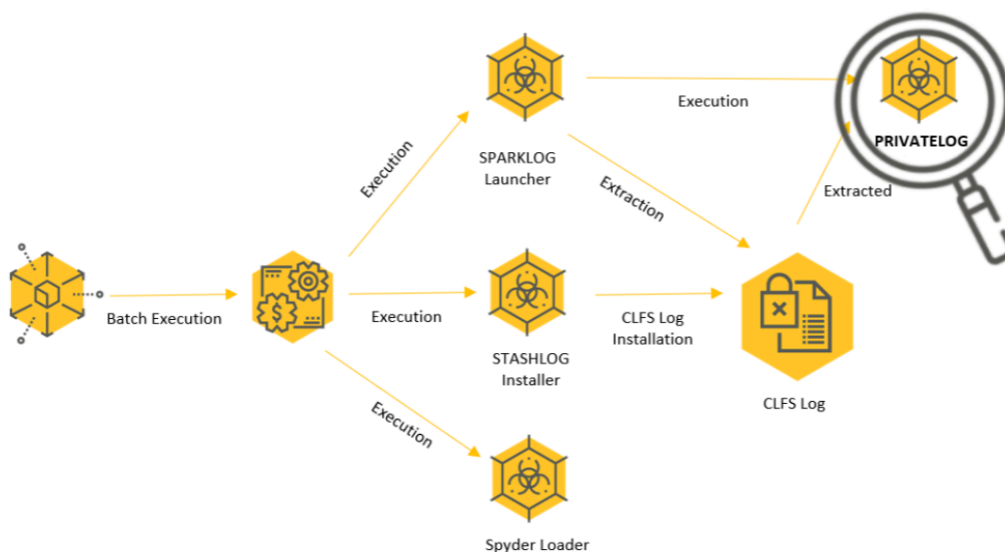 Execution
PRIVATELOG
Execution
SPARKLOG
Launcher
Extraction
Extracted
Batch Execution
Execution
CLFS Log
Installation
STASHLOG
Installer
CLFS Log
Execution
Spyder Loader